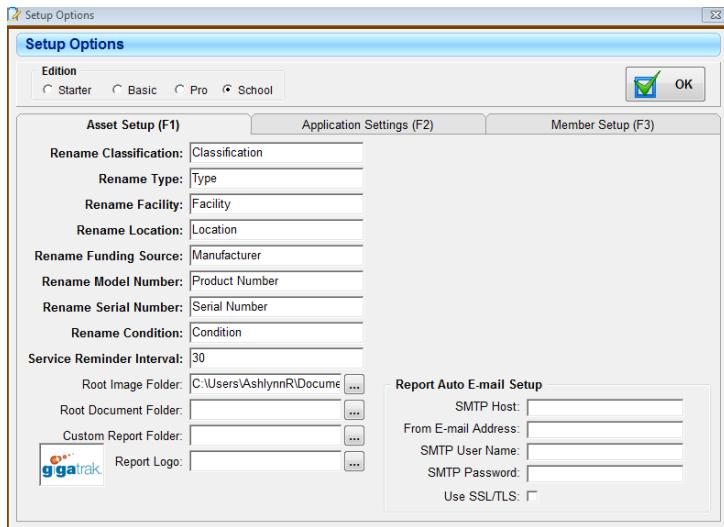 Setup Options
Setup Options
Edition
Starter Basic Pro School
OK
Asset Setup (F1) Application Settings (F2) Member Setup (F3)
Rename Classification: Classification
Rename Type: Type
Rename Facility: Facility
Rename Location: Location
Rename Funding Source: Manufacturer
Rename Model Number: Product Number
Rename Serial Number: Serial Number
Rename Condition: Condition
Service Reminder Interval: 30
Root Image Folder: C:\Users\AshlynnR\Docume ...
Root Document Folder: ...
Custom Report Folder: ...
gigatrak Report Logo: ...
Report Auto E-mail Setup
SMTP Host:
From E-mail Address:
SMTP User Name:
SMTP Password:
Use SSL/TLS: